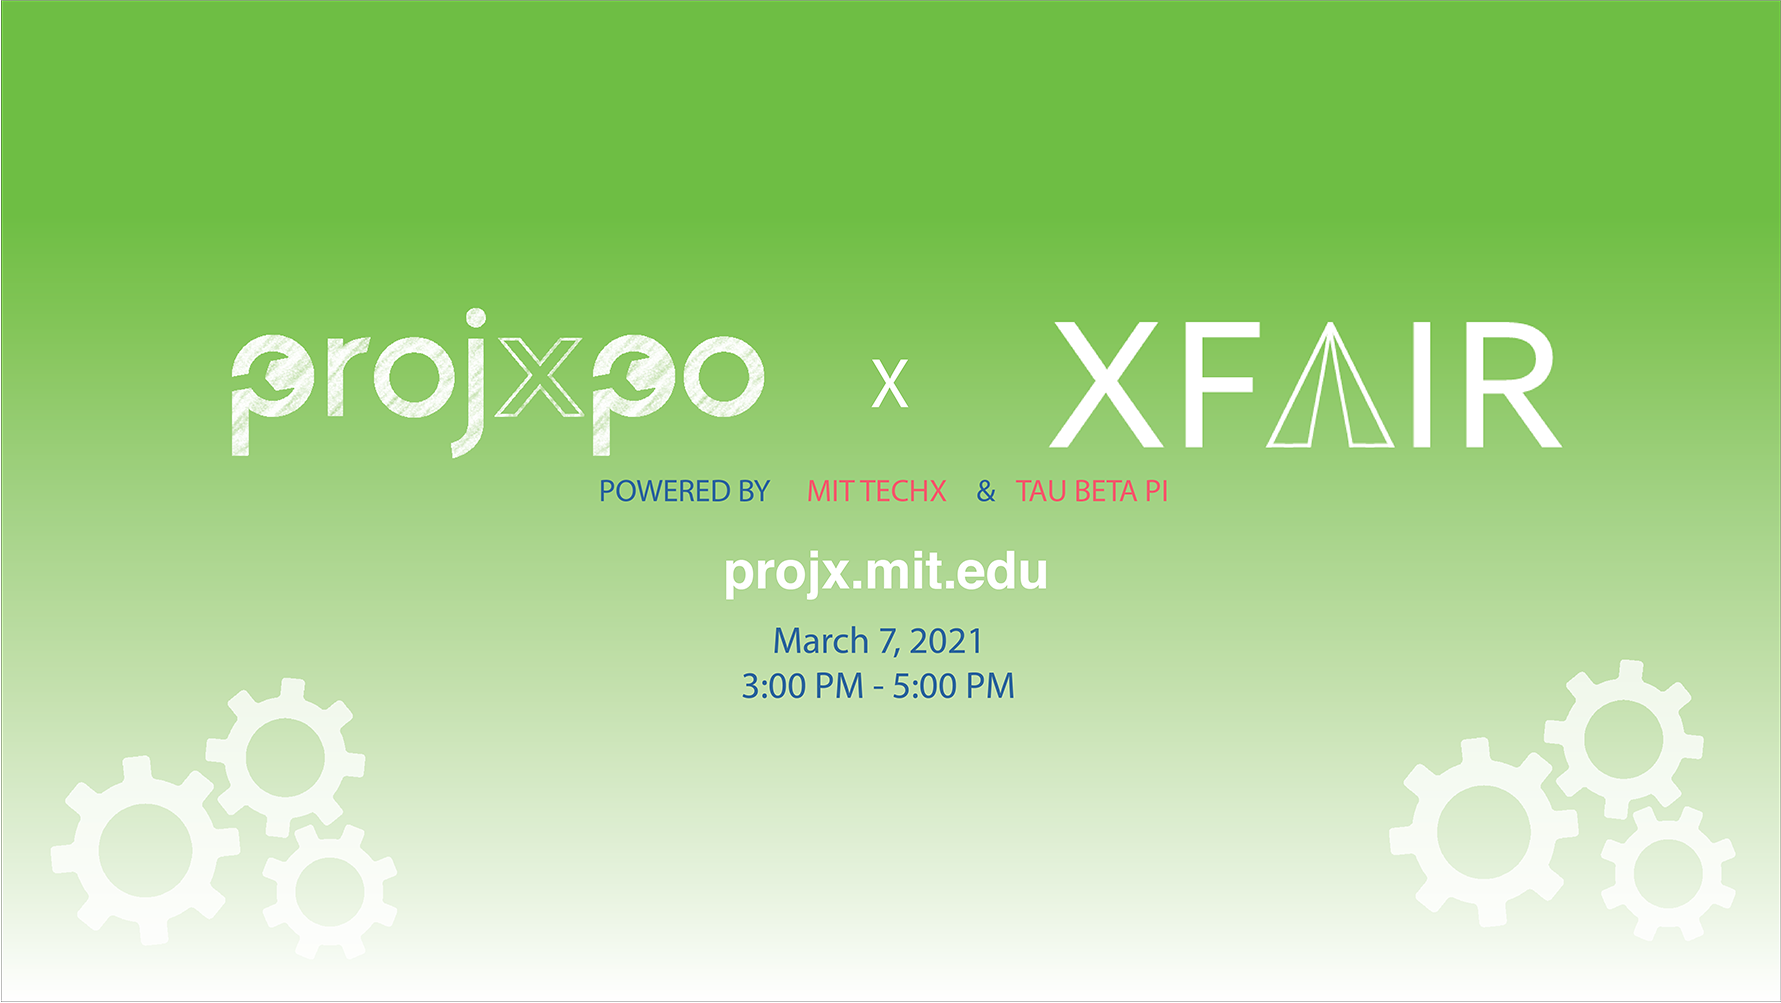 projxpo x XFAIR
POWERED BY MIT TECHX & TAU BETA PI
projx.mit.edu
March 7, 2021
3:00 PM - 5:00 PM